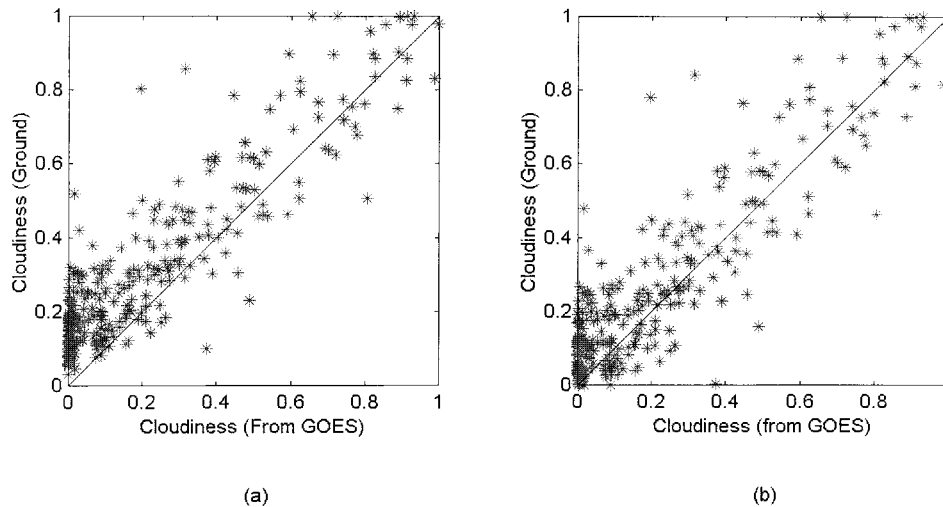 1
0.8
0.6
0.4
0.2
0
0 0.2 0.4 0.6 0.8 1
Cloudiness (Ground)
Cloudiness (From GOES)
(a)
1
0.8
0.6
0.4
0.2
0
0 0.2 0.4 0.6 0.8
Cloudiness (Ground)
Cloudiness (from GOES)
(b)